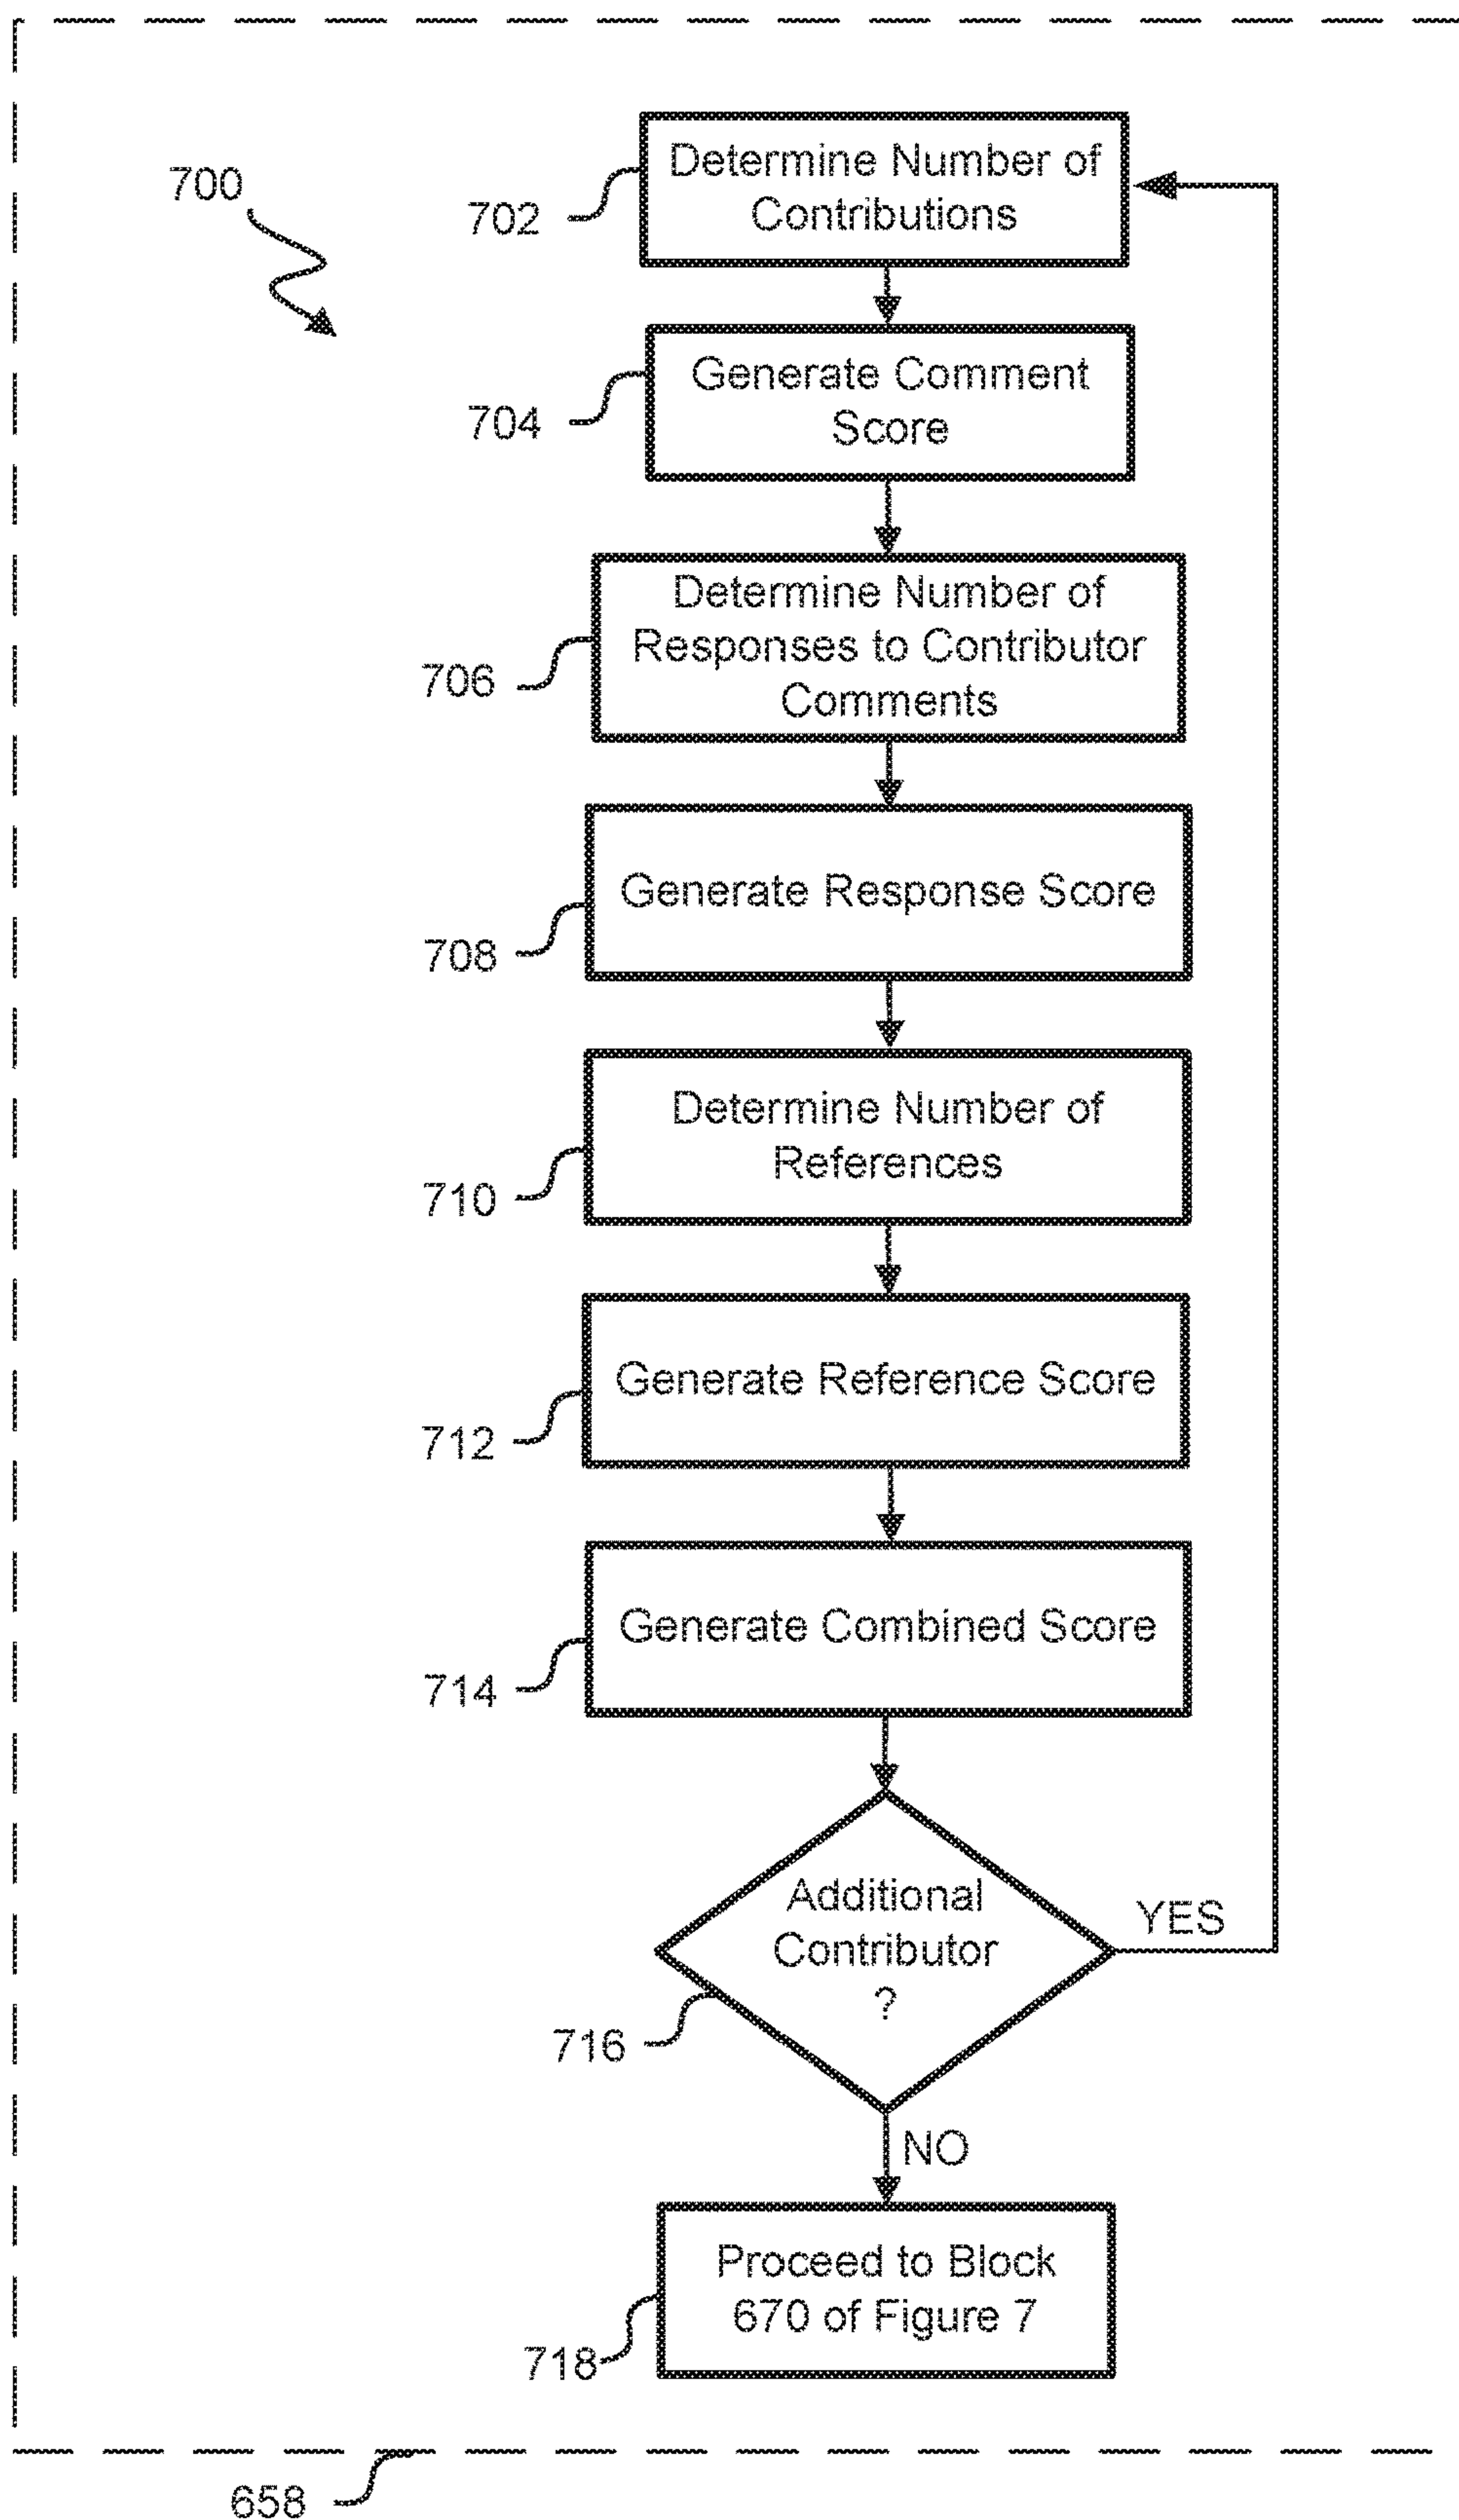 700
702
Determine Number of
Contributions
704
Generate Comment
Score
706
Determine Number of
Responses to Contributor
Comments
708
Generate Response Score
710
Determine Number of
References
712
Generate Reference Score
714
Generate Combined Score
716
Additional
Contributor
?
YES
NO
718
Proceed to Block
670 of Figure 7
658